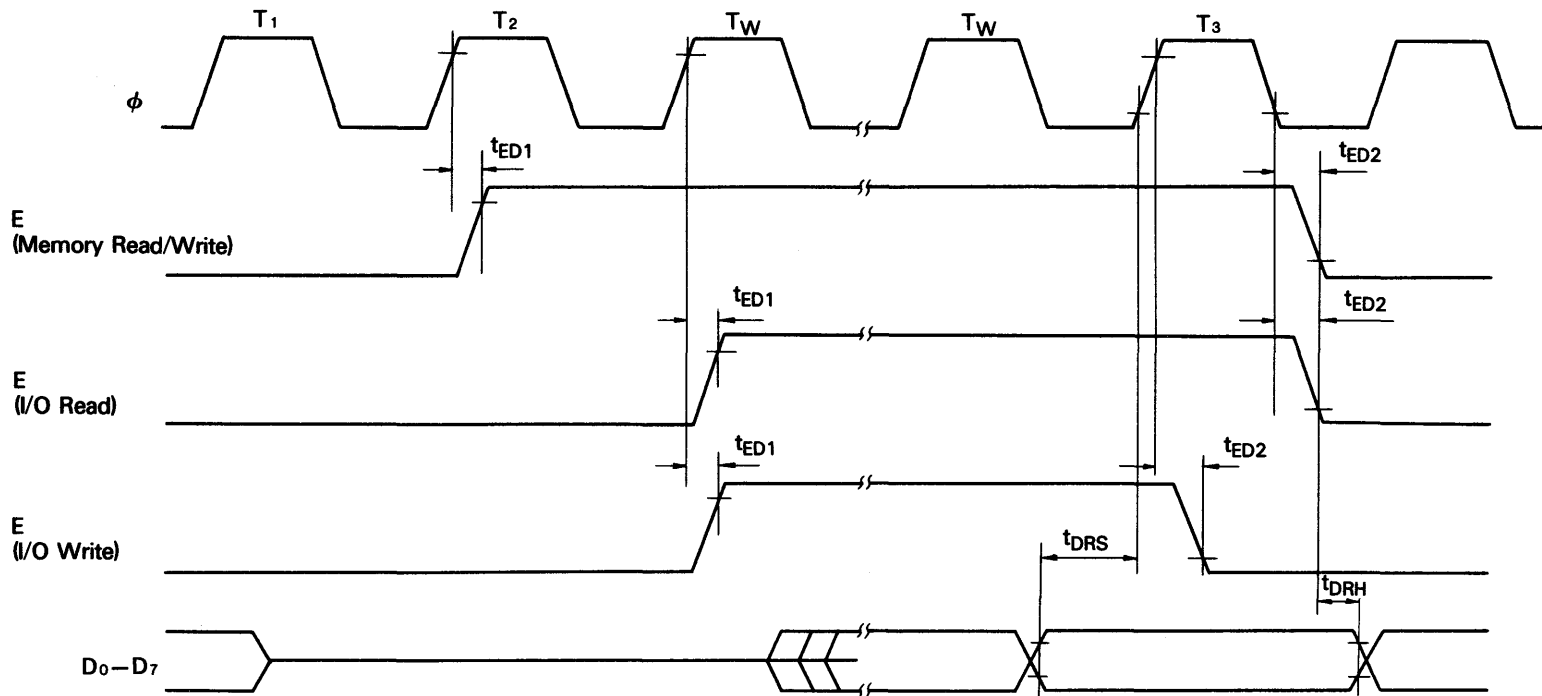 T1 T2 TW TW T3
ϕ
tED1 tED2
E
(Memory Read/Write)
tED1 tED2
E
(I/O Read)
tED1 tED2
E
(I/O Write)
tDRS
tDRH
D0–D7